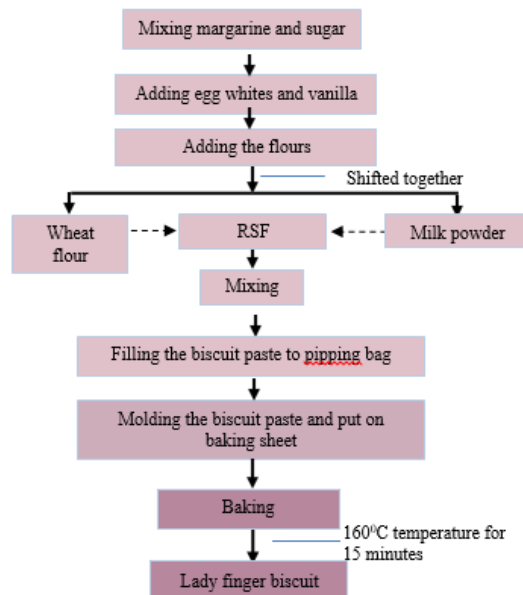 Mixing margarine and sugar
Adding egg whites and vanilla
Adding the flours
Shifted together
Wheat
flour
RSF
Milk powder
Mixing
Filling the biscuit paste to pipping bag
Molding the biscuit paste and put on
baking sheet
Baking
160⁰C temperature for
15 minutes
Lady finger biscuit